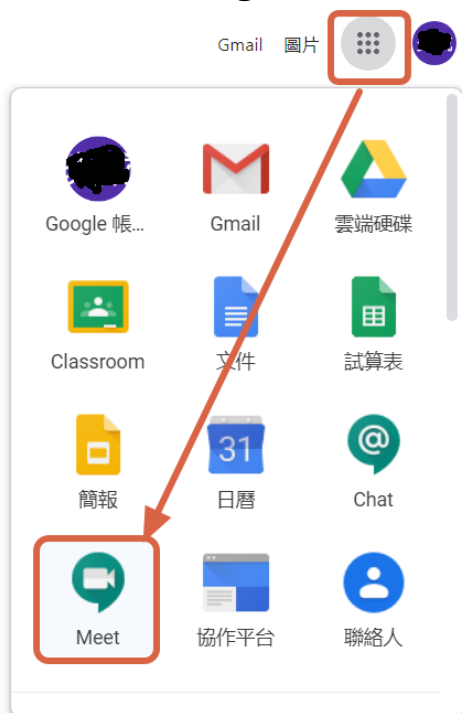 Gmail 圖片
Google 帳... Gmail 雲端硬碟
Classroom 文件 試算表
31
簡報 日曆 Chat
Meet 協作平台 聯絡人